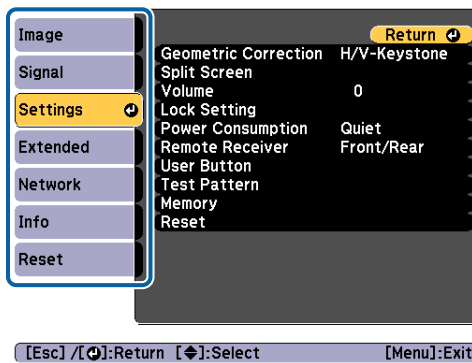 Image
Signal
Settings
Extended
Network
Info
Reset
Return
Geometric Correction H/V-Keystone
Split Screen
Volume 0
Lock Setting
Power Consumption Quiet
Remote Receiver Front/Rear
User Button
Test Pattern
Memory
Reset
[Esc] /[⏎]:Return [◆]:Select [Menu]:Exit